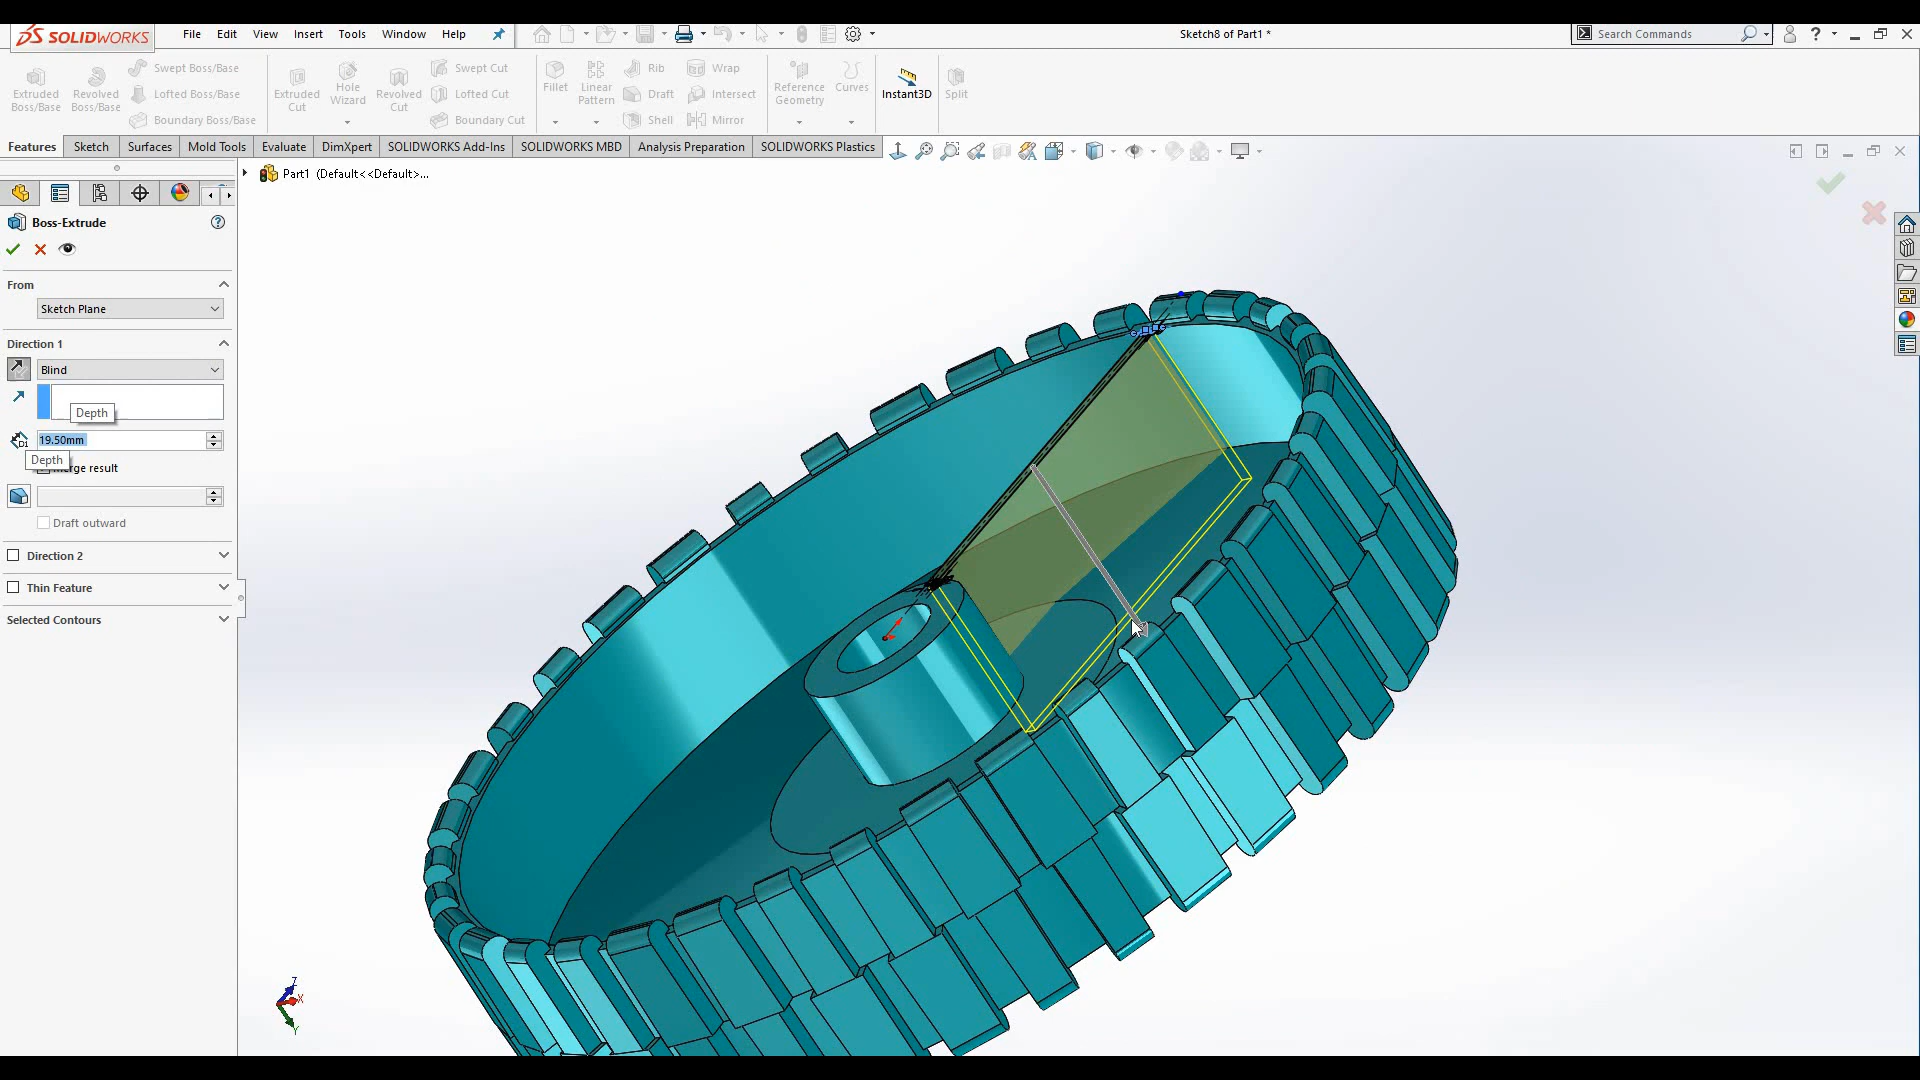 SOLIDWORKS File Edit View Insert Tools Window Help
Sketch8 of Part1 *
Search Commands
Extruded Boss/Base
Revolved Boss/Base
Swept Boss/Base
Lofted Boss/Base
Boundary Boss/Base
Extruded Cut
Hole Wizard
Revolved Cut
Swept Cut
Lofted Cut
Boundary Cut
Fillet
Linear Pattern
Rib
Draft
Shell
Wrap
Intersect
Mirror
Reference Geometry
Curves
Instant3D
Split
Features Sketch Surfaces Mold Tools Evaluate DimXpert SOLIDWORKS Add-Ins SOLIDWORKS MBD Analysis Preparation SOLIDWORKS Plastics
Part1 (Default<<Default>...
Boss-Extrude
From
Sketch Plane
Direction 1
Blind
Depth
19.50mm
Depth
Merge result
Draft outward
Direction 2
Thin Feature
Selected Contours
Z
X
Y